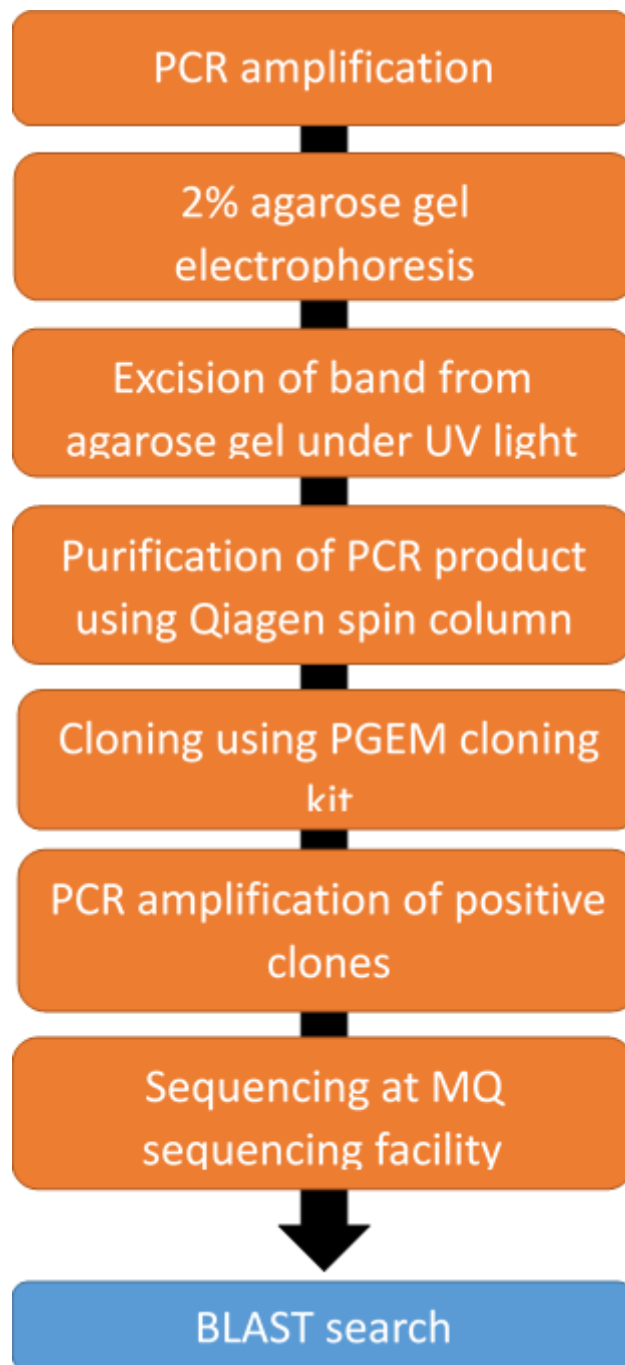 PCR amplification
2% agarose gel
electrophoresis
Excision of band from
agarose gel under UV light
Purification of PCR product
using Qiagen spin column
Cloning using PGEM cloning
kit
PCR amplification of positive
clones
Sequencing at MQ
sequencing facility
BLAST search